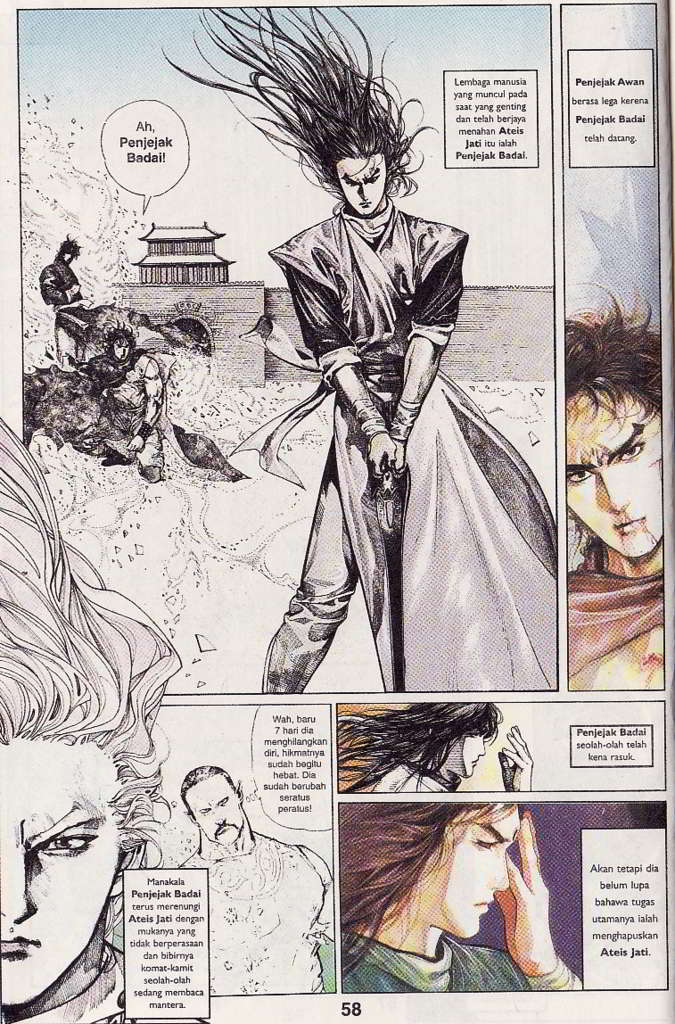 Ah,
Penjejak
Badai!
Lembaga manusia
yang muncul pada
saat yang genting
dan telah berjaya
menahan Ateis
Jati itu ialah
Penjejak Badai.
Penjejak Awan
berasa lega kerena
Penjejak Badai
telah datang.
Wah, baru
7 hari dia
menghilangkan
diri, hikmatnya
sudah begitu
hebat. Dia
sudah berubah
seratus
peratus!
Manakala
Penjejak Badai
terus merenungi
Ateis Jati dengan
mukanya yang
tidak berperasaan
dan bibirnya
komat-kamit
seolah-olah
sedang membaca
mantera.
Penjejak Badai
seolah-olah telah
kena rasuk.
Akan tetapi dia
belum lupa
bahawa tugas
utamanya ialah
menghapuskan
Ateis Jati.
58